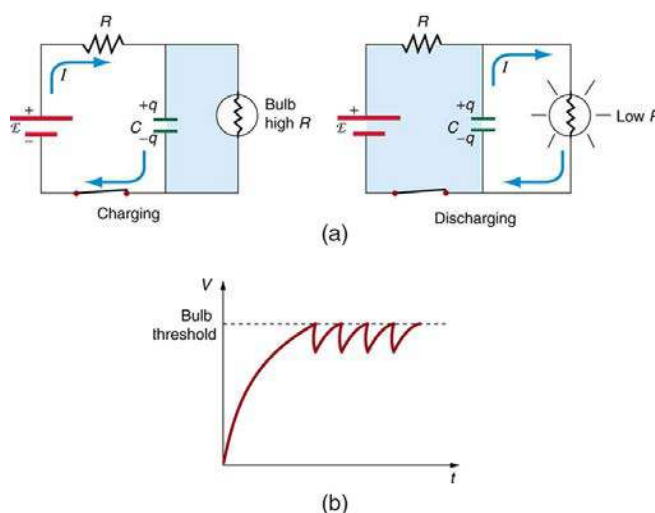 R
I
+
ℰ
−
+q
C
−q
Bulb
high R
Charging
R
I
+
ℰ
−
+q
C
−q
Low
Discharging
(a)
V
Bulb
threshold
t
(b)